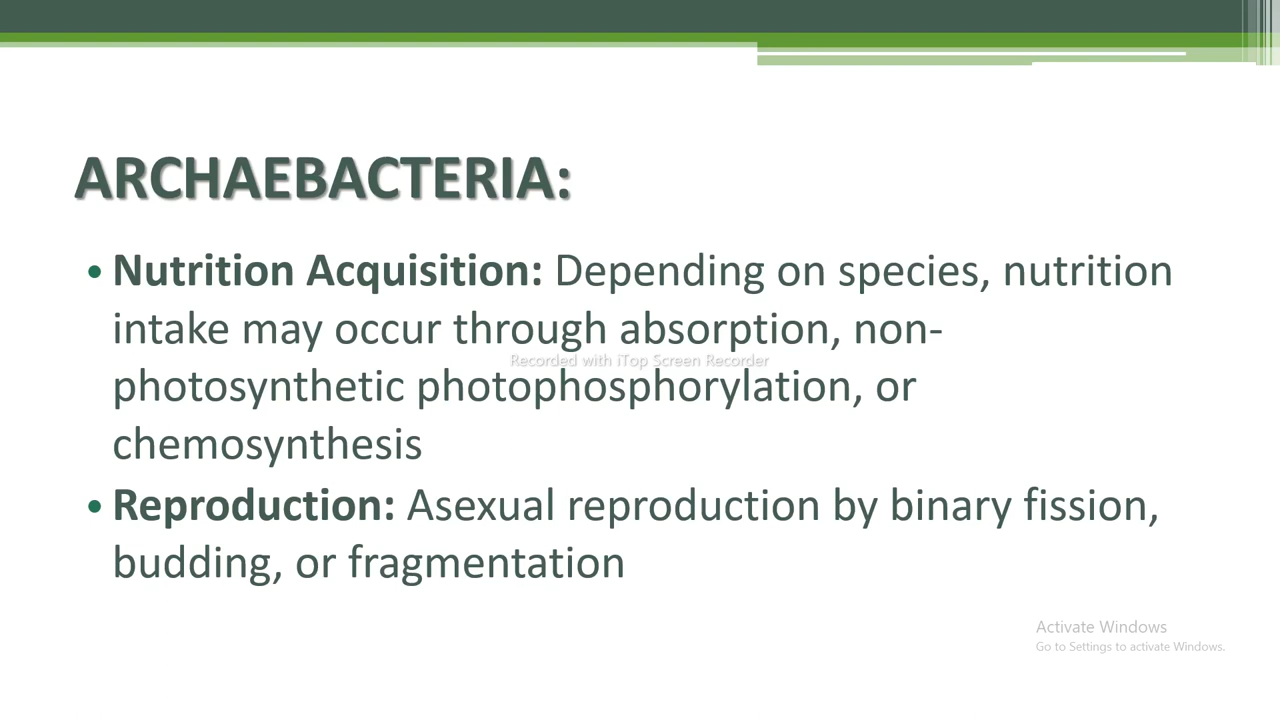 ARCHAEBACTERIA:
• Nutrition Acquisition: Depending on species, nutrition
intake may occur through absorption, non-
Recorded with iTop Screen Recorder
photosynthetic photophosphorylation, or
chemosynthesis
• Reproduction: Asexual reproduction by binary fission,
budding, or fragmentation
Activate Windows
Go to Settings to activate Windows.